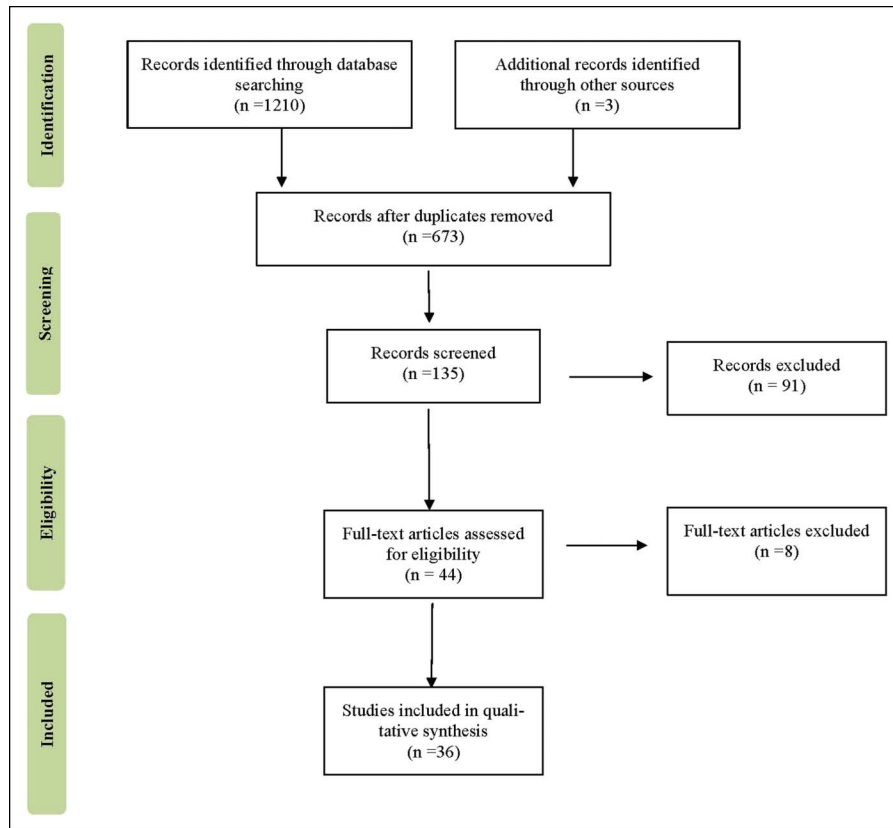 Identification
Records identified through database
searching
(n =1210)
Additional records identified
through other sources
(n =3)
Records after duplicates removed
(n =673)
Screening
Records screened
(n =135)
Records excluded
(n = 91)
Eligibility
Full-text articles assessed
for eligibility
(n = 44)
Full-text articles excluded
(n =8)
Included
Studies included in quali-
tative synthesis
(n =36)